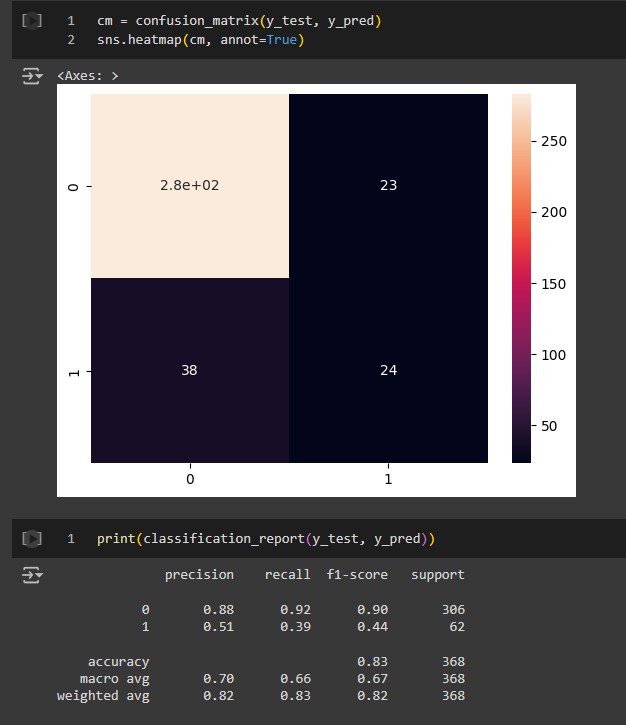 1 cm = confusion_matrix(y_test, y_pred)
2 sns.heatmap(cm, annot=True)
<Axes: >
0 2.8e+02 23
1 38 24
0 1
250
200
150
100
50
1 print(classification_report(y_test, y_pred))
precision recall f1-score support
0 0.88 0.92 0.90 306
1 0.51 0.39 0.44 62
accuracy 0.83 368
macro avg 0.70 0.66 0.67 368
weighted avg 0.82 0.83 0.82 368